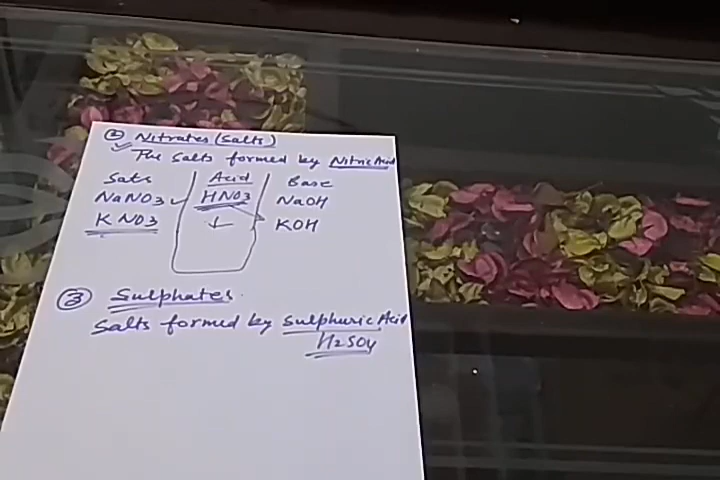 ② Nitrates (Salts)
The Salts formed by Nitric Acid
Sats Acid Base
NaNO3 HNO3 NaOH
KNO3 ↓ KOH
③ Sulphates.
Salts formed by Sulphuric Acid
H2SO4